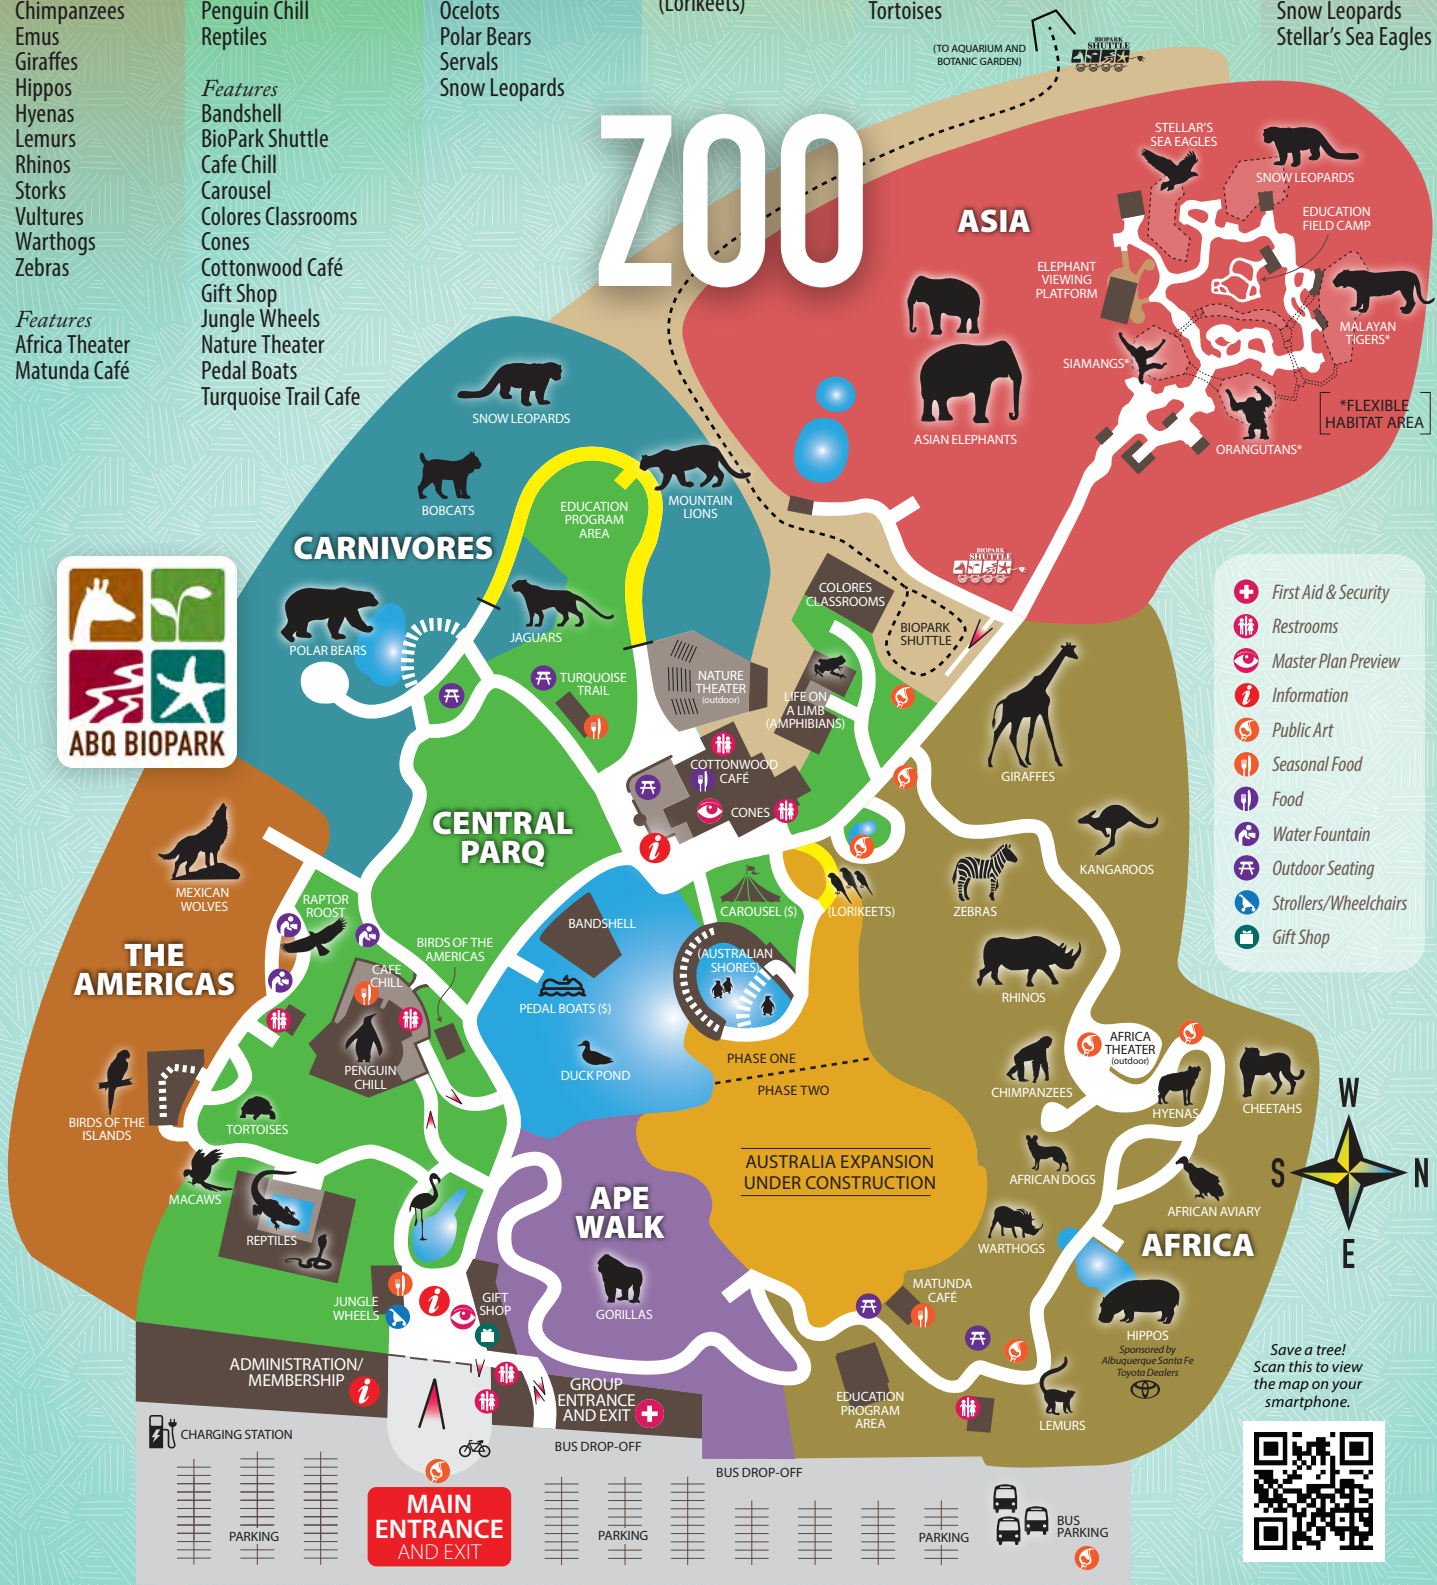 Chimpanzees
Emus
Giraffes
Hippos
Hyenas
Lemurs
Rhinos
Storks
Vultures
Warthogs
Zebras
Features
Africa Theater
Matunda Café
Penguin Chill
Reptiles
Features
Bandshell
BioPark Shuttle
Cafe Chill
Carousel
Colores Classrooms
Cones
Cottonwood Café
Gift Shop
Jungle Wheels
Nature Theater
Pedal Boats
Turquoise Trail Cafe
Ocelots
Polar Bears
Servals
Snow Leopards
(Lorikeets)
Tortoises
Snow Leopards
Stellar's Sea Eagles
(TO AQUARIUM AND
BOTANIC GARDEN)
BIOPARK
SHUTTLE
ZOO
ASIA
STELLAR'S
SEA EAGLES
SNOW LEOPARDS
EDUCATION
FIELD CAMP
ELEPHANT
VIEWING
PLATFORM
MALAYAN
TIGERS*
SIAMANGS*
*FLEXIBLE
HABITAT AREA
ORANGUTANS*
ASIAN ELEPHANTS
SNOW LEOPARDS
BOBCATS
MOUNTAIN
LIONS
EDUCATION
PROGRAM
AREA
CARNIVORES
POLAR BEARS
JAGUARS
BIOPARK
SHUTTLE
COLORES
CLASSROOMS
BIOPARK
SHUTTLE
TURQUOISE
TRAIL
NATURE
THEATER
(outdoor)
LIFE ON
A LIMB
(AMPHIBIANS)
COTTONWOOD
CAFÉ
CONES
GIRAFFES
KANGAROOS
ZEBRAS
RHINOS
ABQ BIOPARK
First Aid & Security
Restrooms
Master Plan Preview
Information
Public Art
Seasonal Food
Food
Water Fountain
Outdoor Seating
Strollers/Wheelchairs
Gift Shop
CENTRAL
PARQ
MEXICAN
WOLVES
RAPTOR
ROOST
THE
AMERICAS
BIRDS OF THE
AMERICAS
CAFE
CHILL
PENGUIN
CHILL
BANDSHELL
PEDAL BOATS ($)
DUCK POND
CAROUSEL ($)
(LORIKEETS)
(AUSTRALIAN
SHORES)
PHASE ONE
PHASE TWO
AUSTRALIA EXPANSION
UNDER CONSTRUCTION
AFRICA
THEATER
(outdoor)
CHIMPANZEES
HYENAS
CHEETAHS
AFRICAN DOGS
AFRICAN AVIARY
WARTHOGS
AFRICA
W
S
N
E
BIRDS OF THE
ISLANDS
TORTOISES
MACAWS
REPTILES
APE
WALK
GORILLAS
JUNGLE
WHEELS
GIFT
SHOP
MATUNDA
CAFÉ
HIPPOS
Sponsored by
Albuquerque Santa Fe
Toyota Dealers
EDUCATION
PROGRAM
AREA
LEMURS
Save a tree!
Scan this to view
the map on your
smartphone.
ADMINISTRATION/
MEMBERSHIP
GROUP
ENTRANCE
AND EXIT
CHARGING STATION
BUS DROP-OFF
BUS DROP-OFF
PARKING
MAIN
ENTRANCE
AND EXIT
PARKING
PARKING
BUS
PARKING